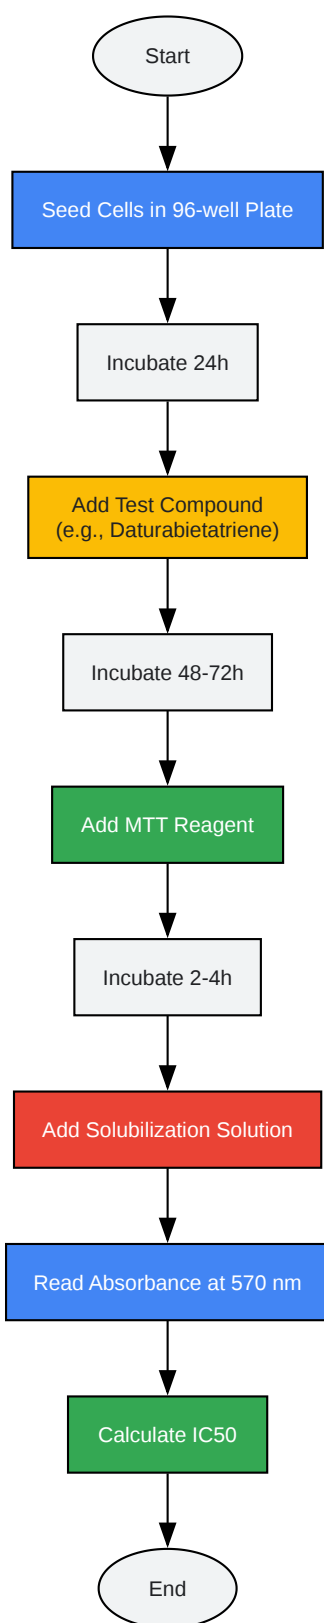 Start
Seed Cells in 96-well Plate
Incubate 24h
Add Test Compound
(e.g., Daturabietatriene)
Incubate 48-72h
Add MTT Reagent
Incubate 2-4h
Add Solubilization Solution
Read Absorbance at 570 nm
Calculate IC50
End